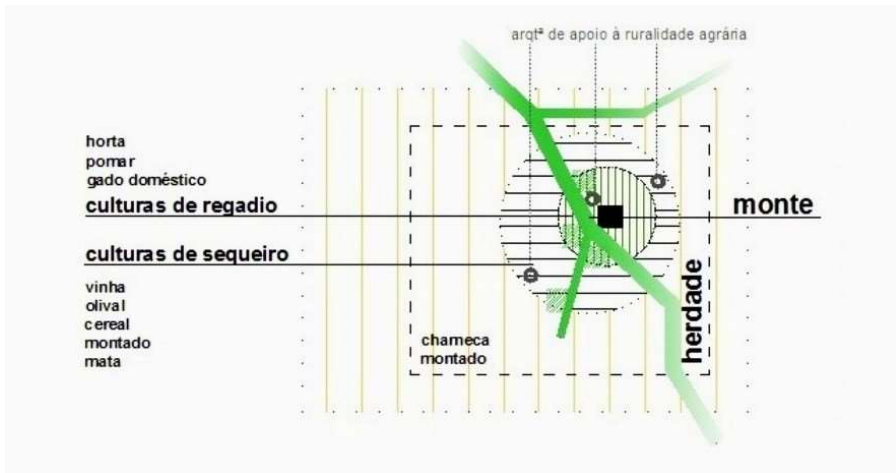 arqtª de apoio à ruralidade agrária
horta
pomar
gado doméstico
culturas de regadio
monte
culturas de sequeiro
vinha
olival
cereal
montado
mata
charneca
montado
herdade